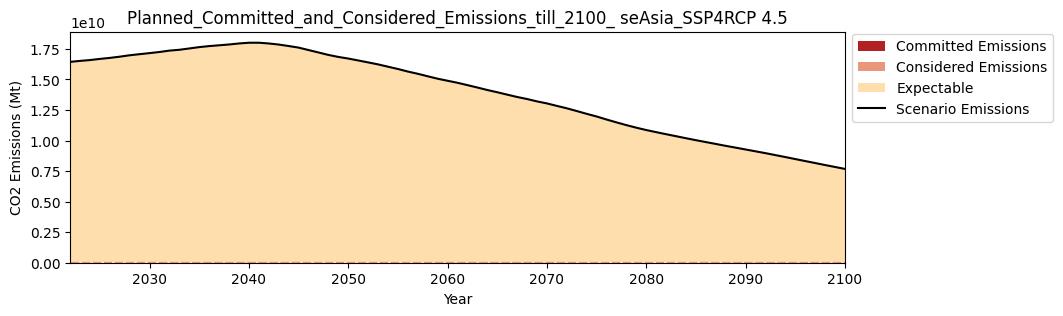 Planned_Committed_and_Considered_Emissions_till_2100_ seAsia_SSP4RCP 4.5
1e10
1.75
1.50
1.25
1.00
0.75
0.50
0.25
0.00
CO2 Emissions (Mt)
2030 2040 2050 2060 2070 2080 2090 2100
Year
Committed Emissions
Considered Emissions
Expectable
Scenario Emissions